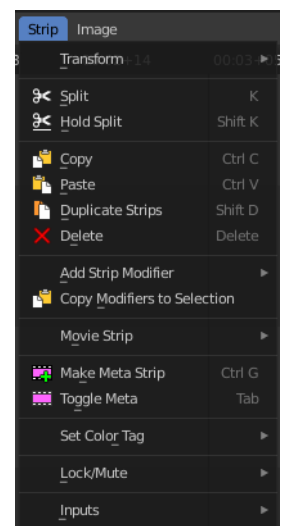 Strip Image
Transform
Split K
Hold Split Shift K
Copy Ctrl C
Paste Ctrl V
Duplicate Strips Shift D
Delete Delete
Add Strip Modifier
Copy Modifiers to Selection
Movie Strip
Make Meta Strip Ctrl G
Toggle Meta Tab
Set Color Tag
Lock/Mute
Inputs